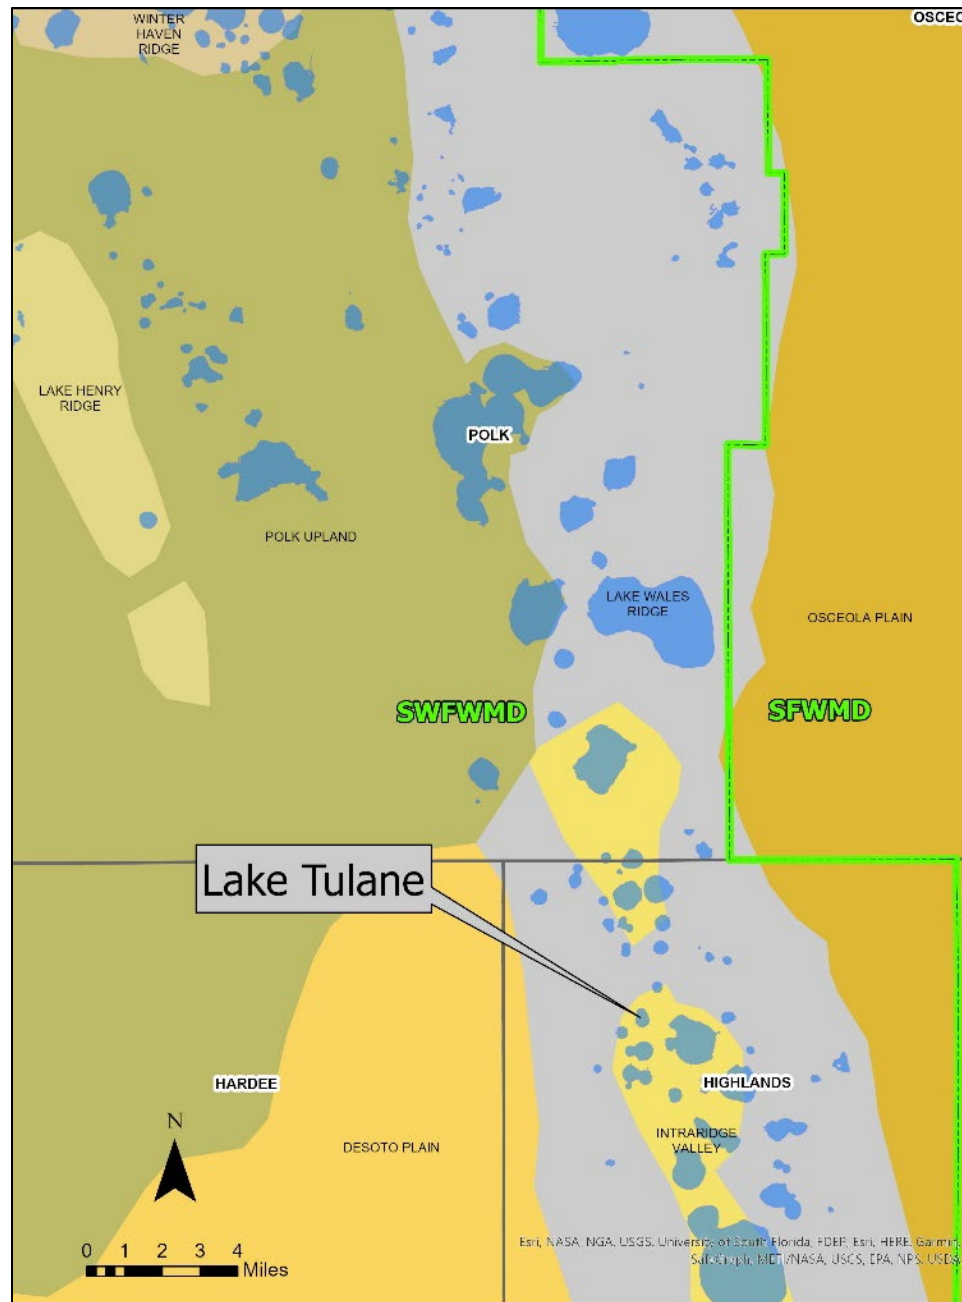 WINTER
HAVEN
RIDGE
OSCEO
LAKE HENRY
RIDGE
POLK
POLK UPLAND
LAKE WALES
RIDGE
OSCEOLA PLAIN
SWFWMD
SFWMD
Lake Tulane
HARDEE
HIGHLANDS
N
DESOTO PLAIN
INTRARIDGE
VALLEY
0 1 2 3 4
Miles
Esri, NASA, NGA, USGS, University of South Florida, FDEP, Esri, HERE, Garmin,
SafeGraph, METI/NASA, USGS, EPA, NPS, USDA